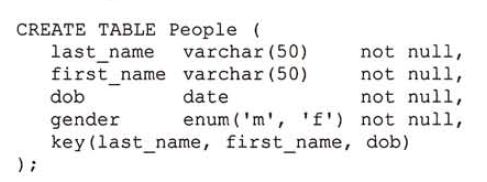 CREATE TABLE People (
last_name varchar(50) not null,
first_name varchar(50) not null,
dob date not null,
gender enum('m', 'f') not null,
key(last_name, first_name, dob)
);